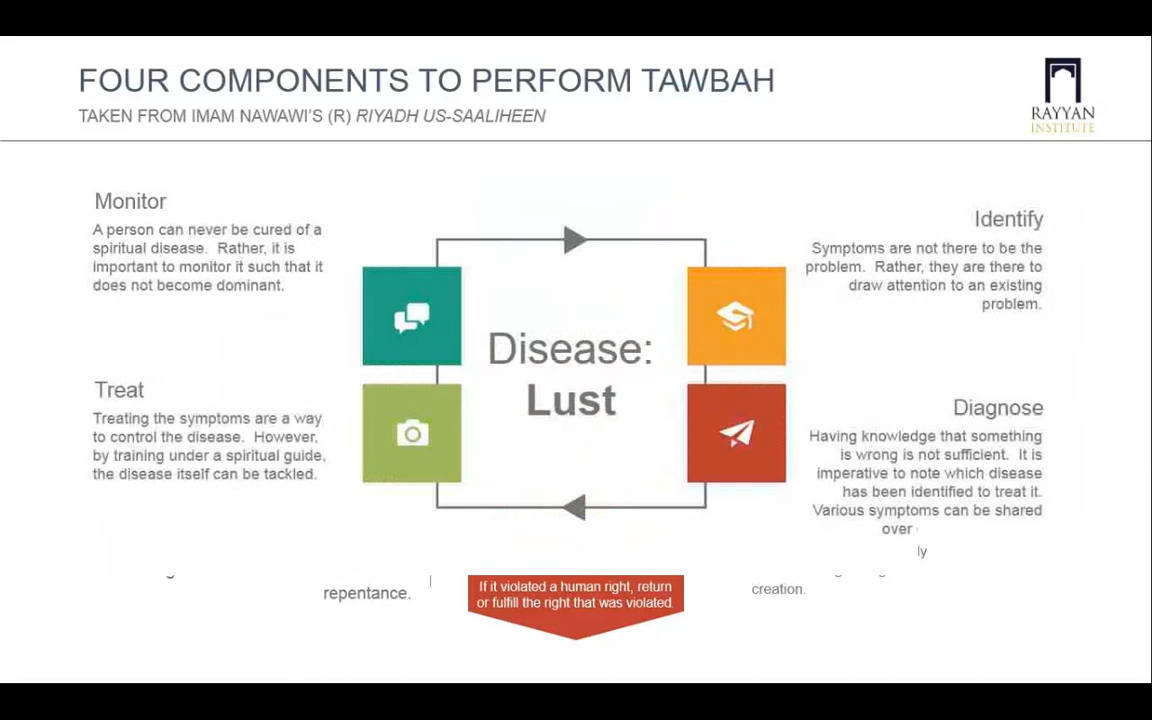 FOUR COMPONENTS TO PERFORM TAWBAH
TAKEN FROM IMAM NAWAWI'S (R) RIYADH US-SAALIHEEN
RAYYAN
INSTITUTE
Monitor
A person can never be cured of a
spiritual disease. Rather, it is
important to monitor it such that it
does not become dominant.
Identify
Symptoms are not there to be the
problem. Rather, they are there to
draw attention to an existing
problem.
Disease:
Lust
Treat
Treating the symptoms are a way
to control the disease. However,
by training under a spiritual guide,
the disease itself can be tackled.
Diagnose
Having knowledge that something
is wrong is not sufficient. It is
imperative to note which disease
has been identified to treat it.
Various symptoms can be shared
over
ly
repentance.
If it violated a human right, return
or fulfill the right that was violated.
creation.